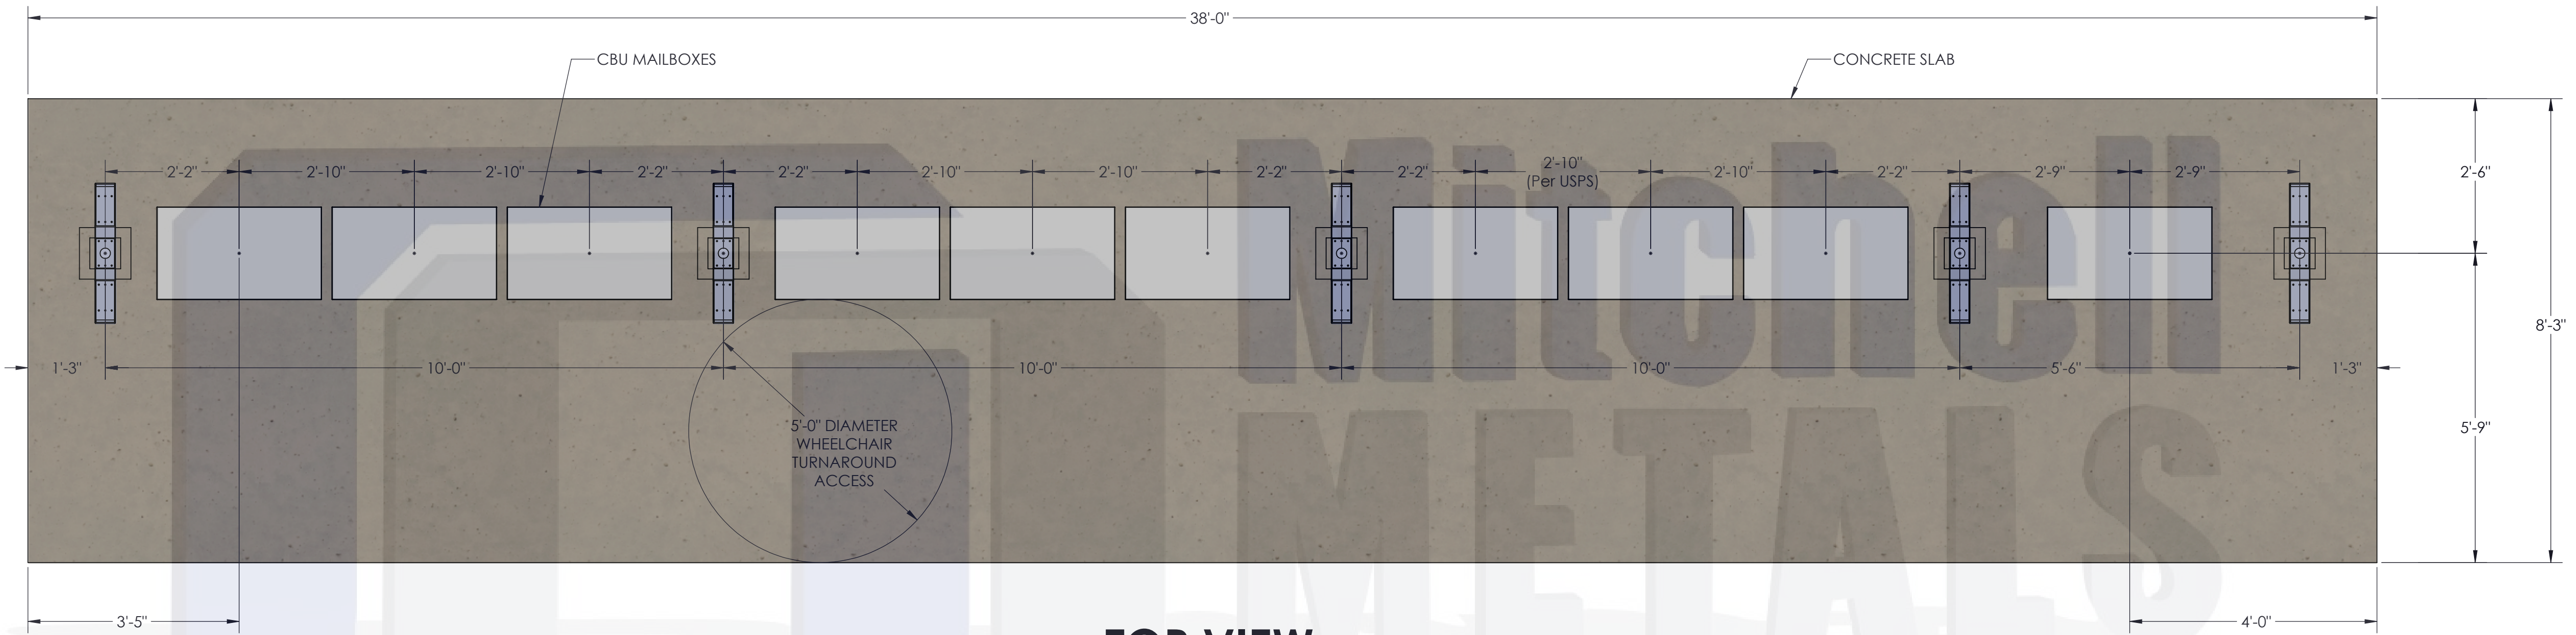 38'-0"
CBU MAILBOXES
CONCRETE SLAB
2'-2"
2'-10"
2'-10"
2'-2"
2'-2"
2'-10"
2'-10"
2'-2"
2'-2"
2'-10"
(Per USPS)
2'-10"
2'-2"
2'-9"
2'-9"
2'-6"
Mitchell
METALS
8'-3"
1'-3"
10'-0"
10'-0"
10'-0"
5'-6"
1'-3"
5'-0" DIAMETER
WHEELCHAIR
TURNAROUND
ACCESS
5'-9"
3'-5"
4'-0"
TOP VIEW